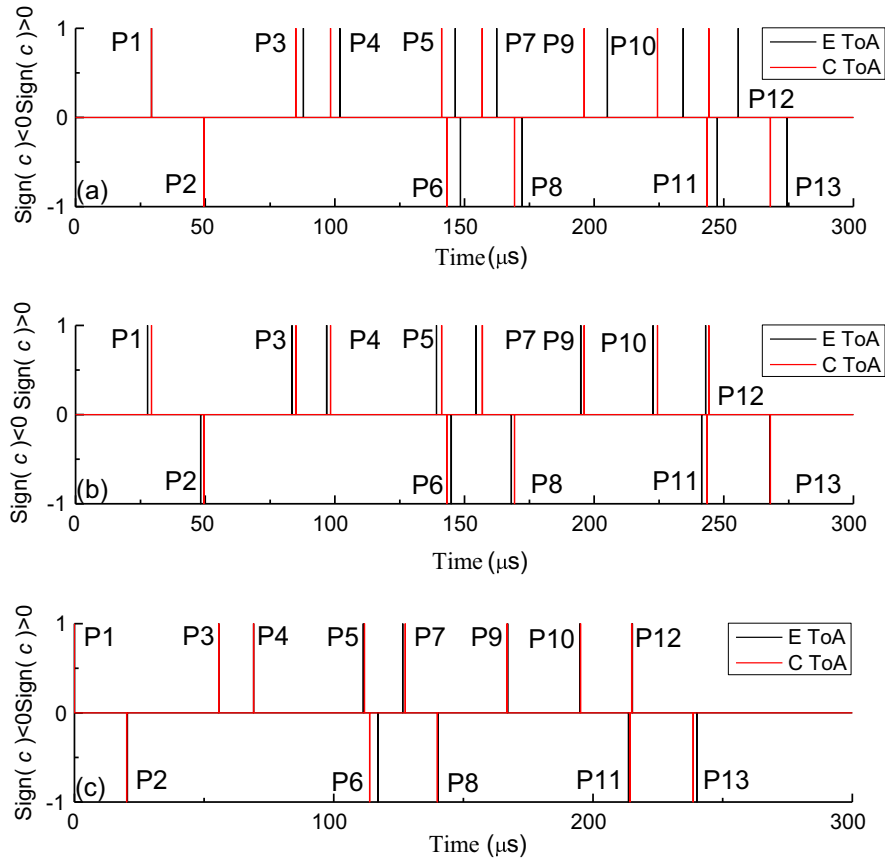 1
P1 P3 P4 P5 P7 P9 P10
E ToA
C ToA
P12
Sign( c )<0Sign( c )>0
0
P2 P6 P8 P11 P13
(a)
-1
0 50 100 150 200 250 300
Time (μs)
1
P1 P3 P4 P5 P7 P9 P10
E ToA
C ToA
P12
Sign( c )<0 Sign( c )>0
0
P2 P6 P8 P11 P13
(b)
-1
0 50 100 150 200 250 300
Time (μs)
1
P1 P3 P4 P5 P7 P9 P10 P12
E ToA
C ToA
Sign( c )<0Sign( c )>0
0
P2 P6 P8 P11 P13
(c)
-1
0 100 200 300
Time (μs)